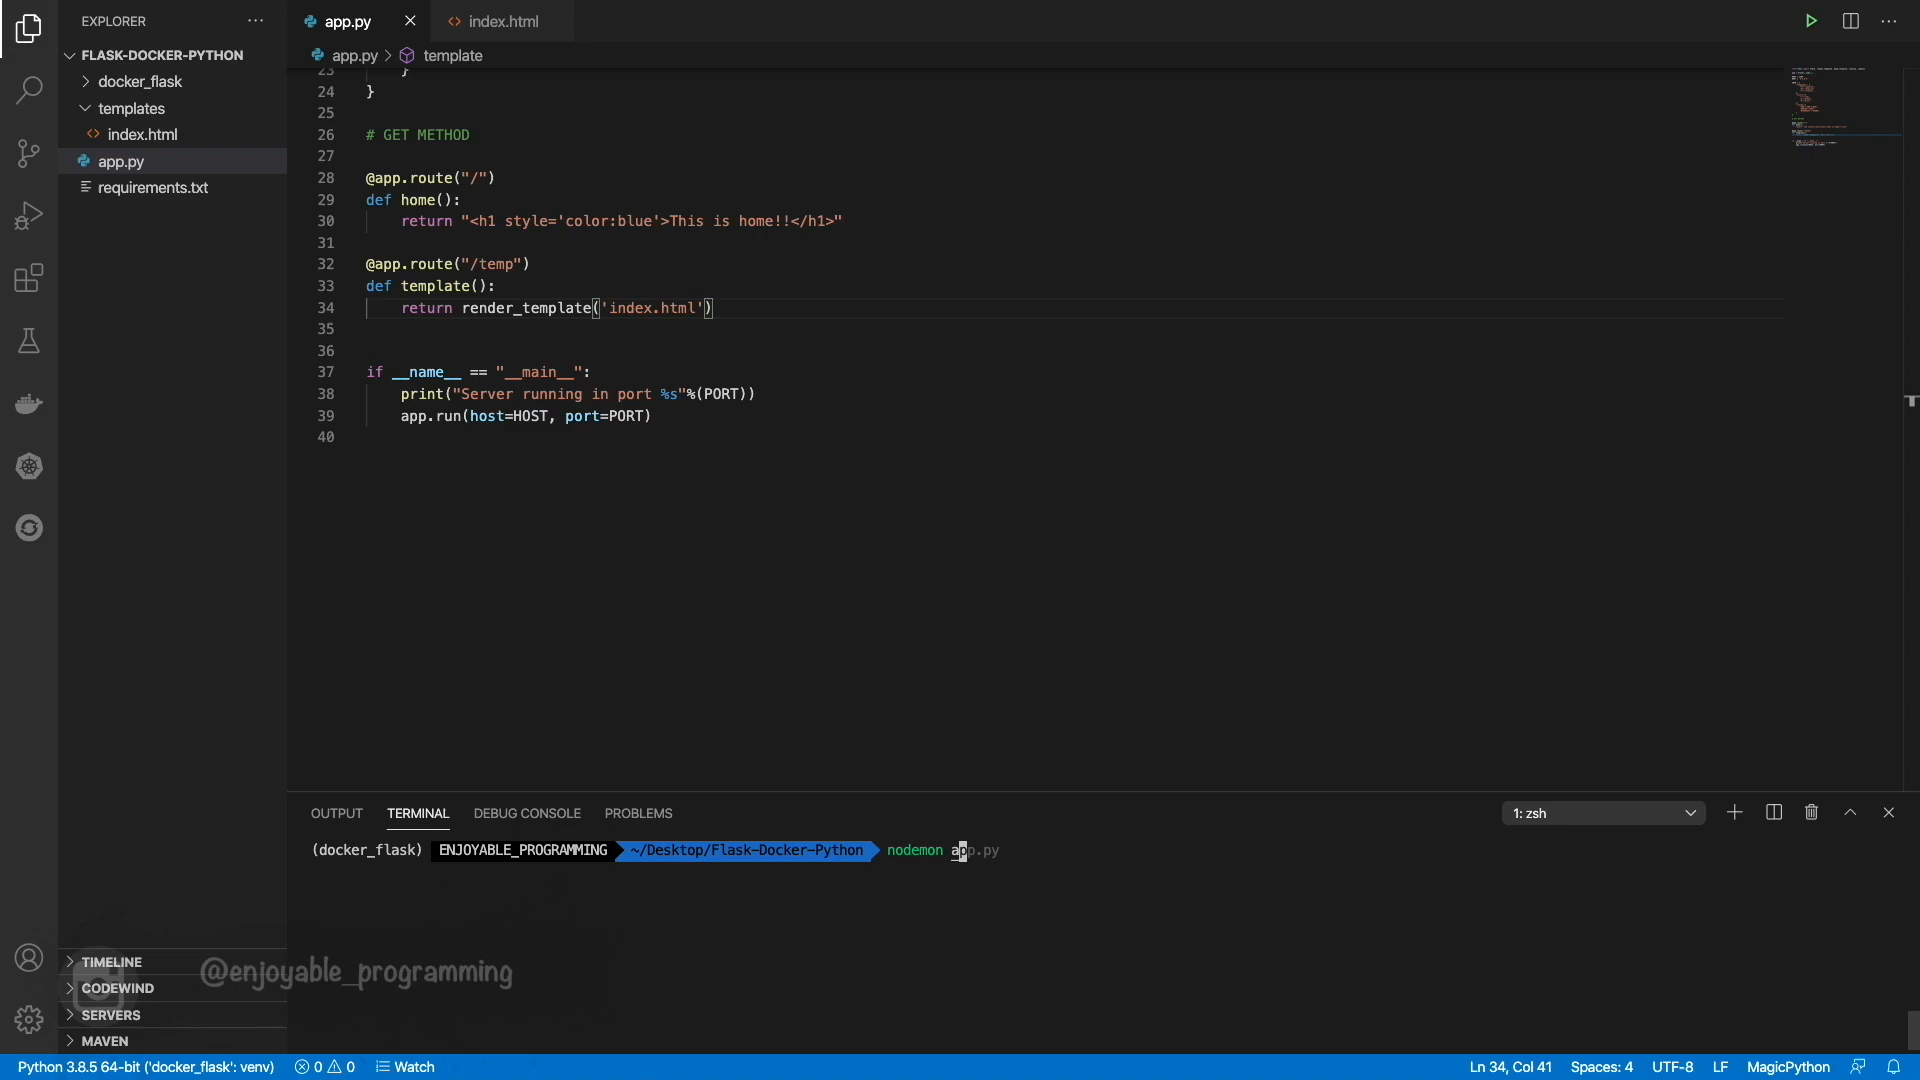 EXPLORER
FLASK-DOCKER-PYTHON
docker_flask
templates
index.html
app.py
requirements.txt
TIMELINE
CODEWIND
SERVERS
MAVEN
app.py
index.html
app.py > template
23 }
24 }
25
26 # GET METHOD
27
28 @app.route("/")
29 def home():
30 return "<h1 style='color:blue'>This is home!!</h1>"
31
32 @app.route("/temp")
33 def template():
34 return render_template('index.html')
35
36
37 if __name__ == "__main__":
38 print("Server running in port %s"%(PORT))
39 app.run(host=HOST, port=PORT)
40
OUTPUT TERMINAL DEBUG CONSOLE PROBLEMS 1: zsh
(docker_flask) ENJOYABLE_PROGRAMMING ~/Desktop/Flask-Docker-Python nodemon app.py
@enjoyable_programming
Python 3.8.5 64-bit ('docker_flask': venv) 0 0 Watch Ln 34, Col 41 Spaces: 4 UTF-8 LF MagicPython